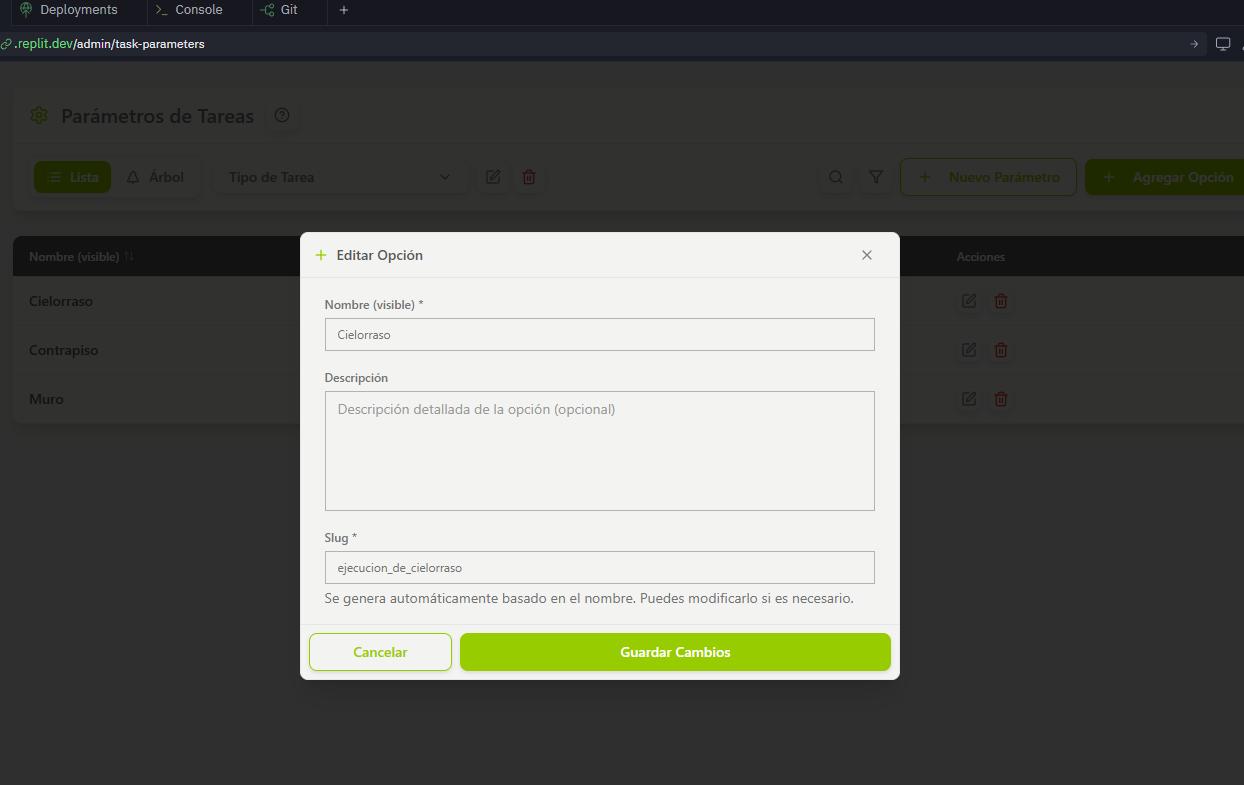 Deployments
Console
Git
.replit.dev/admin/task-parameters
Parámetros de Tareas
Lista
Árbol
Tipo de Tarea
Nuevo Parámetro
Agregar Opción
Nombre (visible)
Acciones
Cielorraso
Contrapiso
Muro
Editar Opción
Nombre (visible) *
Cielorraso
Descripción
Descripción detallada de la opción (opcional)
Slug *
ejecucion_de_cielorraso
Se genera automáticamente basado en el nombre. Puedes modificarlo si es necesario.
Cancelar
Guardar Cambios